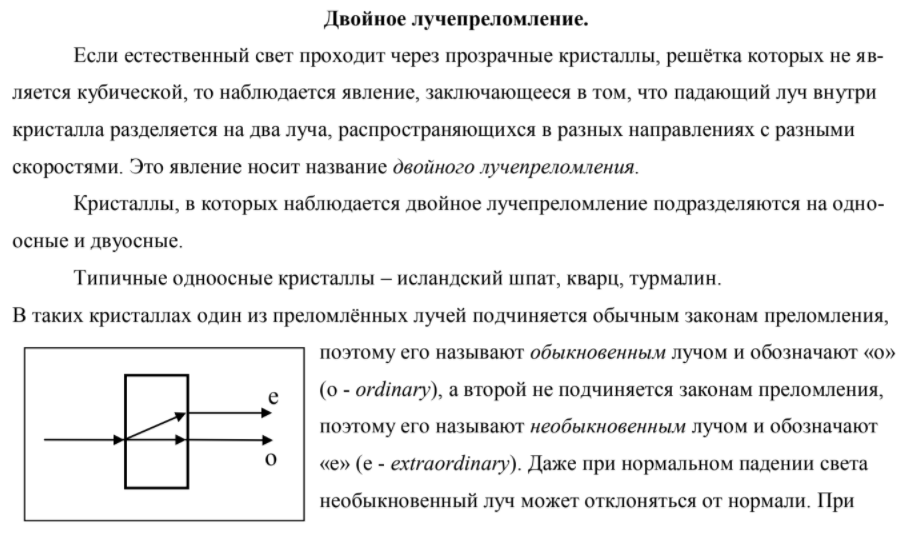 Двойное лучепреломление.
Если естественный свет проходит через прозрачные кристаллы, решётка которых не яв-
ляется кубической, то наблюдается явление, заключающееся в том, что падающий луч внутри
кристалла разделяется на два луча, распространяющихся в разных направлениях с разными
скоростями. Это явление носит название двойного лучепреломления.
Кристаллы, в которых наблюдается двойное лучепреломление подразделяются на одно-
осные и двуосные.
Типичные одноосные кристаллы – исландский шпат, кварц, турмалин.
В таких кристаллах один из преломлённых лучей подчиняется обычным законам преломления,
поэтому его называют обыкновенным лучом и обозначают «о»
(о - ordinary), а второй не подчиняется законам преломления,
поэтому его называют необыкновенным лучом и обозначают
«е» (е - extraordinary). Даже при нормальном падении света
необыкновенный луч может отклоняться от нормали. При
е
о